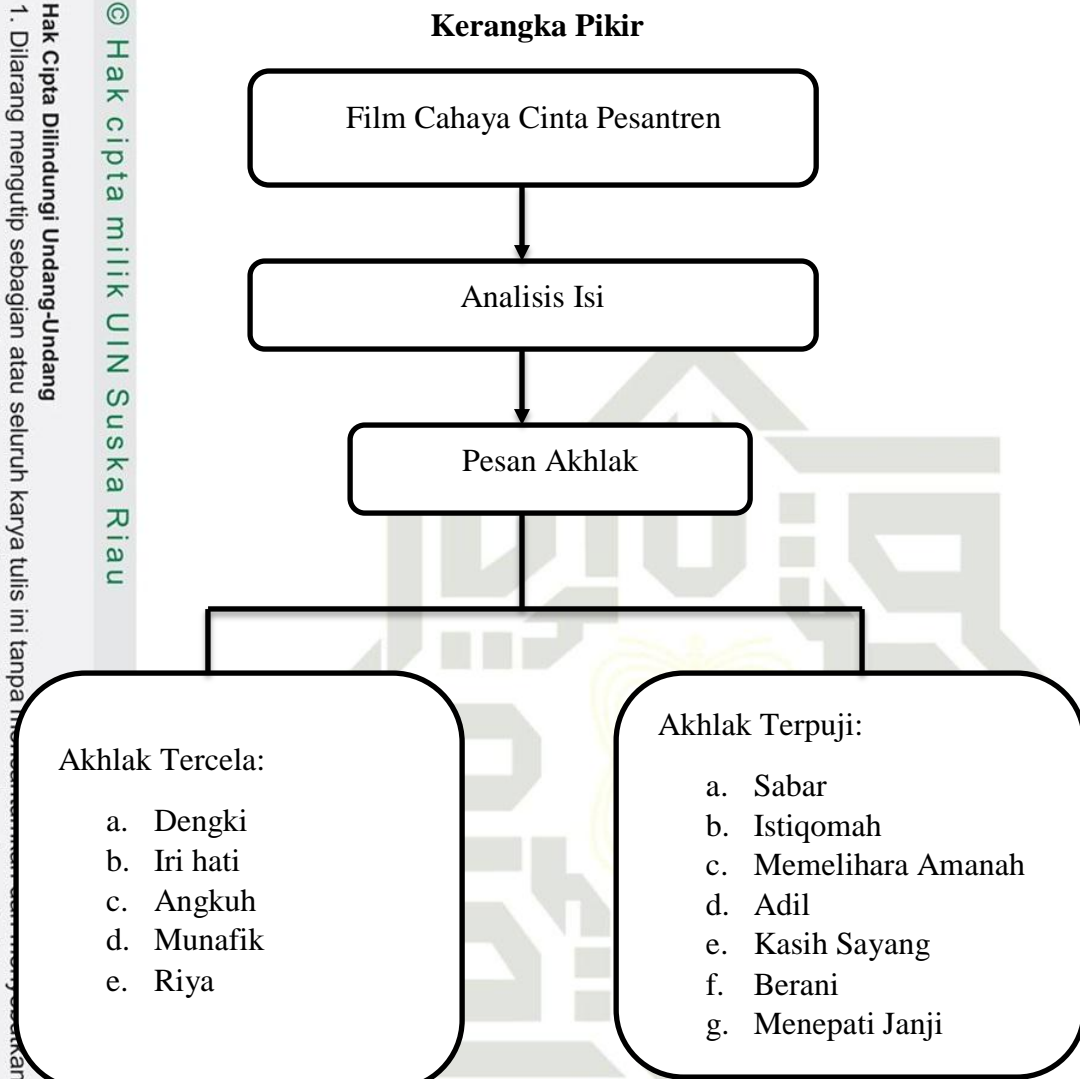 © Hak cipta milik UIN Suska Riau
Hak Cipta Dilindungi Undang-Undang
1. Dilarang mengutip sebagian atau seluruh karya tulis ini tanpa
Kerangka Pikir
Film Cahaya Cinta Pesantren
Analisis Isi
Pesan Akhlak
Akhlak Tercela:
a. Dengki
b. Iri hati
c. Angkuh
d. Munafik
e. Riya
Akhlak Terpuji:
a. Sabar
b. Istiqomah
c. Memelihara Amanah
d. Adil
e. Kasih Sayang
f. Berani
g. Menepati Janji